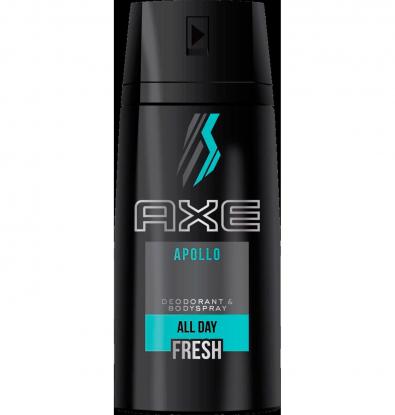 AXE
APOLLO
DEODORANT &
BODYSPRAY
ALL DAY
FRESH